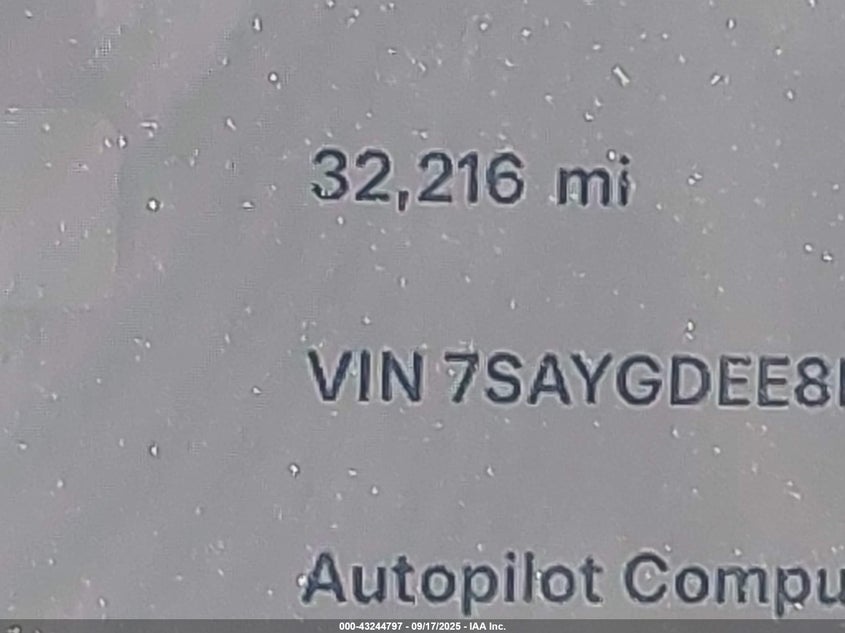 32,216 mi
VIN 7SAYGDEE8
Autopilot Compu
000-43244797 - 09/17/2025 - IAA Inc.